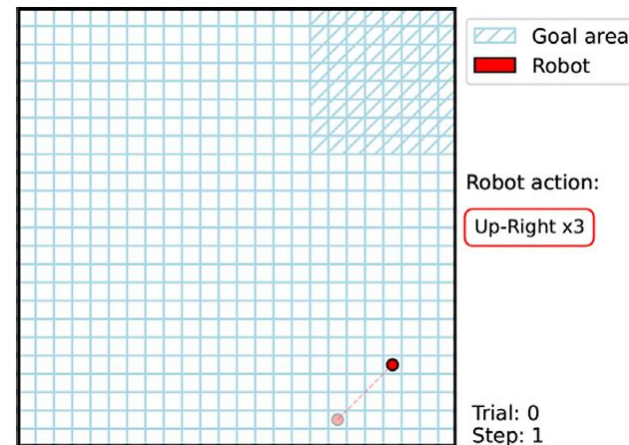 Goal area
Robot
Robot action:
Up-Right x3
Trial: 0
Step: 1